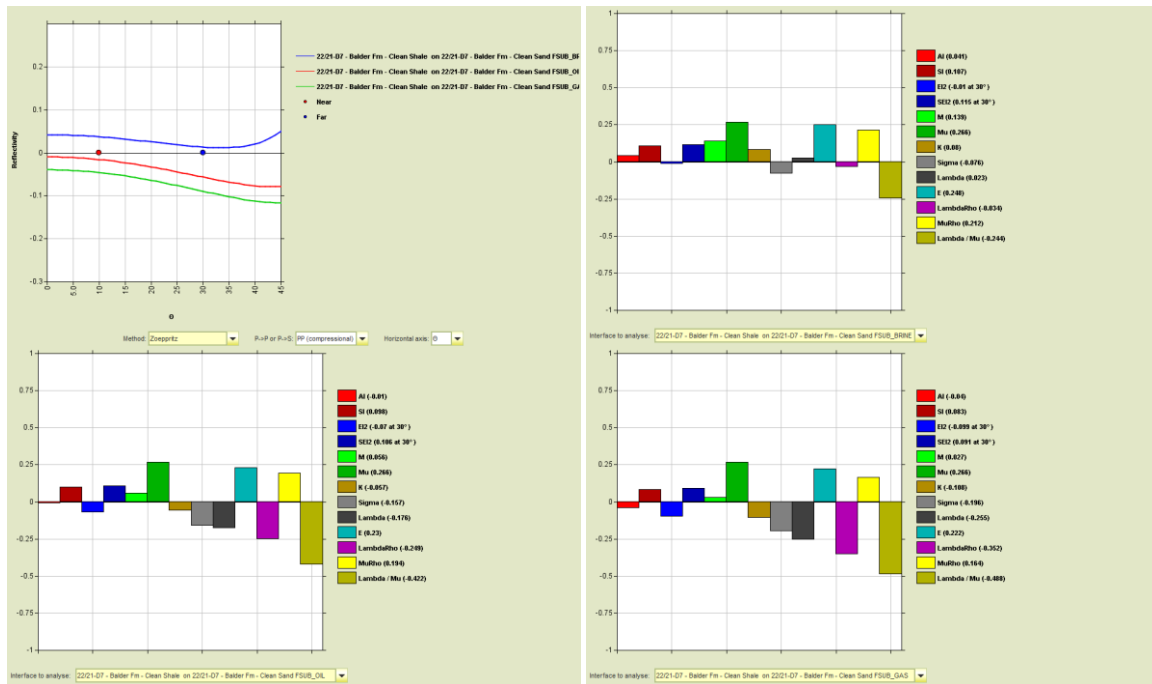 0.2
0.1
0
-0.1
-0.2
-0.3
Reflectivity
0
5.0
10
15
20
25
30
35
40
45
Θ
22/21-D7 - Balder Fm - Clean Shale on 22/21-D7 - Balder Fm - Clean Sand FSUB_BR
22/21-D7 - Balder Fm - Clean Shale on 22/21-D7 - Balder Fm - Clean Sand FSUB_OI
22/21-D7 - Balder Fm - Clean Shale on 22/21-D7 - Balder Fm - Clean Sand FSUB_GA
Near
Far
Method: Zoeppritz P->P or P->S: PP (compressional) Horizontal axis: Θ
1
0.75
0.5
0.25
0
-0.25
-0.5
-0.75
-1
AI (0.041)
SI (0.107)
EI2 (-0.01 at 30°)
SEI2 (0.115 at 30°)
M (0.139)
Mu (0.266)
K (0.08)
Sigma (-0.076)
Lambda (0.023)
E (0.248)
LambdaRho (-0.034)
MuRho (0.212)
Lambda / Mu (-0.244)
Interface to analyse: 22/21-D7 - Balder Fm - Clean Shale on 22/21-D7 - Balder Fm - Clean Sand FSUB_BRINE
1
0.75
0.5
0.25
0
-0.25
-0.5
-0.75
-1
AI (-0.01)
SI (0.098)
EI2 (-0.07 at 30°)
SEI2 (0.106 at 30°)
M (0.056)
Mu (0.266)
K (-0.057)
Sigma (-0.157)
Lambda (-0.176)
E (0.23)
LambdaRho (-0.249)
MuRho (0.194)
Lambda / Mu (-0.422)
Interface to analyse: 22/21-D7 - Balder Fm - Clean Shale on 22/21-D7 - Balder Fm - Clean Sand FSUB_OIL
1
0.75
0.5
0.25
0
-0.25
-0.5
-0.75
-1
AI (-0.04)
SI (0.083)
EI2 (-0.099 at 30°)
SEI2 (0.091 at 30°)
M (0.027)
Mu (0.266)
K (-0.108)
Sigma (-0.196)
Lambda (-0.255)
E (0.222)
LambdaRho (-0.352)
MuRho (0.164)
Lambda / Mu (-0.488)
Interface to analyse: 22/21-D7 - Balder Fm - Clean Shale on 22/21-D7 - Balder Fm - Clean Sand FSUB_GAS